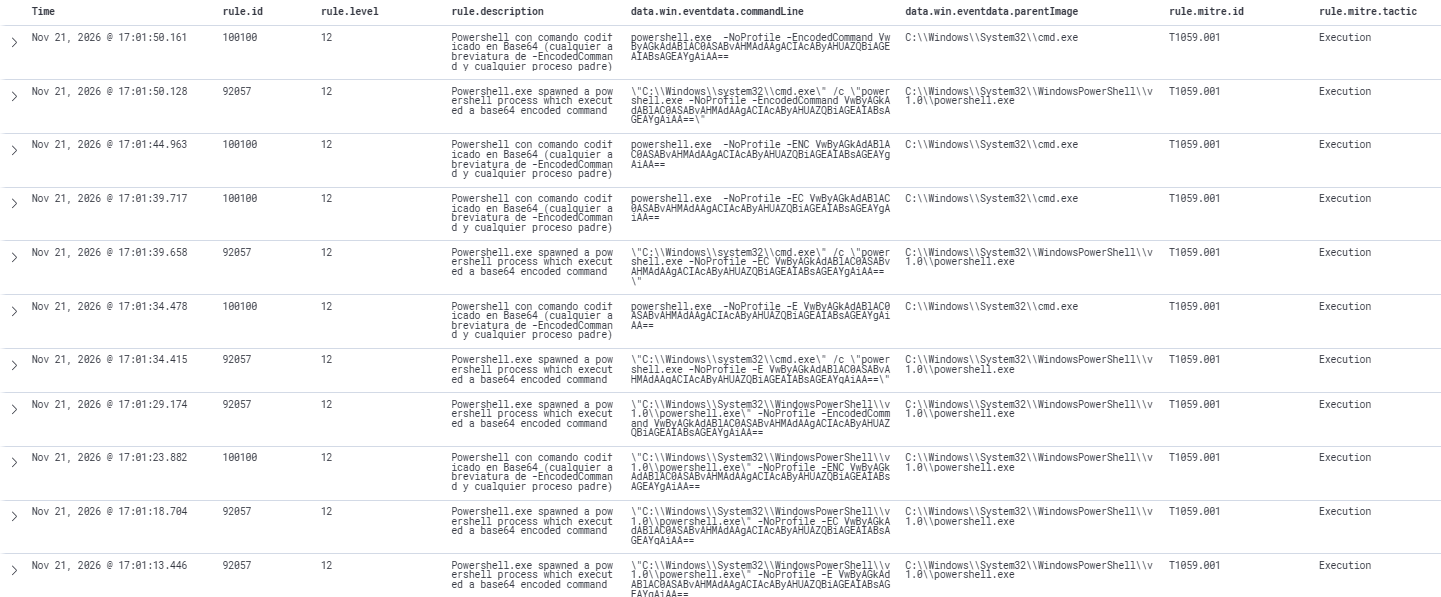 Time rule.id rule.level rule.description data.win.eventdata.commandLine data.win.eventdata.parentImage rule.mitre.id rule.mitre.tactic
Nov 21, 2026 @ 17:01:50.161 100100 12 Powershell con comando codif powershell.exe -NoProfile -EncodedCommand Vw C:\\Windows\\System32\\cmd.exe T1059.001 Execution
icado en Base64 (cualquier a ByAGkAdABlAC0ASABvAHMAdAAgACIAcAByAHUAZQBiAGE
breviatura de -EncodedComman AIABsAGEAYgAiAA==
d y cualquier proceso padre)
Nov 21, 2026 @ 17:01:50.128 92057 12 Powershell.exe spawned a pow \"C:\\Windows\\system32\\cmd.exe\" /c \"power C:\\Windows\\System32\\WindowsPowerShell\\v T1059.001 Execution
ershell process which execut shell.exe -NoProfile -EncodedCommand VwByAGkA 1.0\\powershell.exe
ed a base64 encoded command dABlAC0ASABvAHMAdAAgACIAcAByAHUAZQBiAGEAIABsA
GEAYgAiAA==\"
Nov 21, 2026 @ 17:01:44.963 100100 12 Powershell con comando codif powershell.exe -NoProfile -ENC VwByAGkAdABlA C:\\Windows\\System32\\cmd.exe T1059.001 Execution
icado en Base64 (cualquier a C0ASABvAHMAdAAgACIAcAByAHUAZQBiAGEAIABsAGEAYg
breviatura de -EncodedComman AiAA==
d y cualquier proceso padre)
Nov 21, 2026 @ 17:01:39.717 100100 12 Powershell con comando codif powershell.exe -NoProfile -EC VwByAGkAdABlAC C:\\Windows\\System32\\cmd.exe T1059.001 Execution
icado en Base64 (cualquier a 0ASABvAHMAdAAgACIAcAByAHUAZQBiAGEAIABsAGEAYgA
breviatura de -EncodedComman iAA==
d y cualquier proceso padre)
Nov 21, 2026 @ 17:01:39.658 92057 12 Powershell.exe spawned a pow \"C:\\Windows\\system32\\cmd.exe\" /c \"power C:\\Windows\\System32\\WindowsPowerShell\\v T1059.001 Execution
ershell process which execut shell.exe -NoProfile -EC VwByAGkAdABlAC0ASABv 1.0\\powershell.exe
ed a base64 encoded command AHMAdAAgACIAcAByAHUAZQBiAGEAIABsAGEAYgAiAA==
\"
Nov 21, 2026 @ 17:01:34.478 100100 12 Powershell con comando codif powershell.exe -NoProfile -E VwByAGkAdABlAC0 C:\\Windows\\System32\\cmd.exe T1059.001 Execution
icado en Base64 (cualquier a ASABvAHMAdAAgACIAcAByAHUAZQBiAGEAIABsAGEAYgAi
breviatura de -EncodedComman AA==
d y cualquier proceso padre)
Nov 21, 2026 @ 17:01:34.415 92057 12 Powershell.exe spawned a pow \"C:\\Windows\\system32\\cmd.exe\" /c \"power C:\\Windows\\System32\\WindowsPowerShell\\v T1059.001 Execution
ershell process which execut shell.exe -NoProfile -E VwByAGkAdABlAC0ASABvA 1.0\\powershell.exe
ed a base64 encoded command HMAdAAgACIAcAByAHUAZQBiAGEAIABsAGEAYgAiAA==\"
Nov 21, 2026 @ 17:01:29.174 92057 12 Powershell.exe spawned a pow \"C:\\Windows\\System32\\WindowsPowerShell\\v C:\\Windows\\System32\\WindowsPowerShell\\v T1059.001 Execution
ershell process which execut 1.0\\powershell.exe\" -NoProfile -EncodedComm 1.0\\powershell.exe
ed a base64 encoded command and VwByAGkAdABlAC0ASABvAHMAdAAgACIAcAByAHUAZ
QBiAGEAIABsAGEAYgAiAA==
Nov 21, 2026 @ 17:01:23.882 100100 12 Powershell con comando codif \"C:\\Windows\\System32\\WindowsPowerShell\\v C:\\Windows\\System32\\WindowsPowerShell\\v T1059.001 Execution
icado en Base64 (cualquier a 1.0\\powershell.exe\" -NoProfile -ENC VwByAGk 1.0\\powershell.exe
breviatura de -EncodedComman AdABlAC0ASABvAHMAdAAgACIAcAByAHUAZQBiAGEAIABs
d y cualquier proceso padre) AGEAYgAiAA==
Nov 21, 2026 @ 17:01:18.704 92057 12 Powershell.exe spawned a pow \"C:\\Windows\\System32\\WindowsPowerShell\\v C:\\Windows\\System32\\WindowsPowerShell\\v T1059.001 Execution
ershell process which execut 1.0\\powershell.exe\" -NoProfile -EC VwByAGkA 1.0\\powershell.exe
ed a base64 encoded command dABlAC0ASABvAHMAdAAgACIAcAByAHUAZQBiAGEAIABsA
GEAYgAiAA==
Nov 21, 2026 @ 17:01:13.446 92057 12 Powershell.exe spawned a pow \"C:\\Windows\\System32\\WindowsPowerShell\\v C:\\Windows\\System32\\WindowsPowerShell\\v T1059.001 Execution
ershell process which execut 1.0\\powershell.exe\" -NoProfile -E VwByAGkAd 1.0\\powershell.exe
ed a base64 encoded command ABlAC0ASABvAHMAdAAgACIAcAByAHUAZQBiAGEAIABsAG
EAYgAiAA==